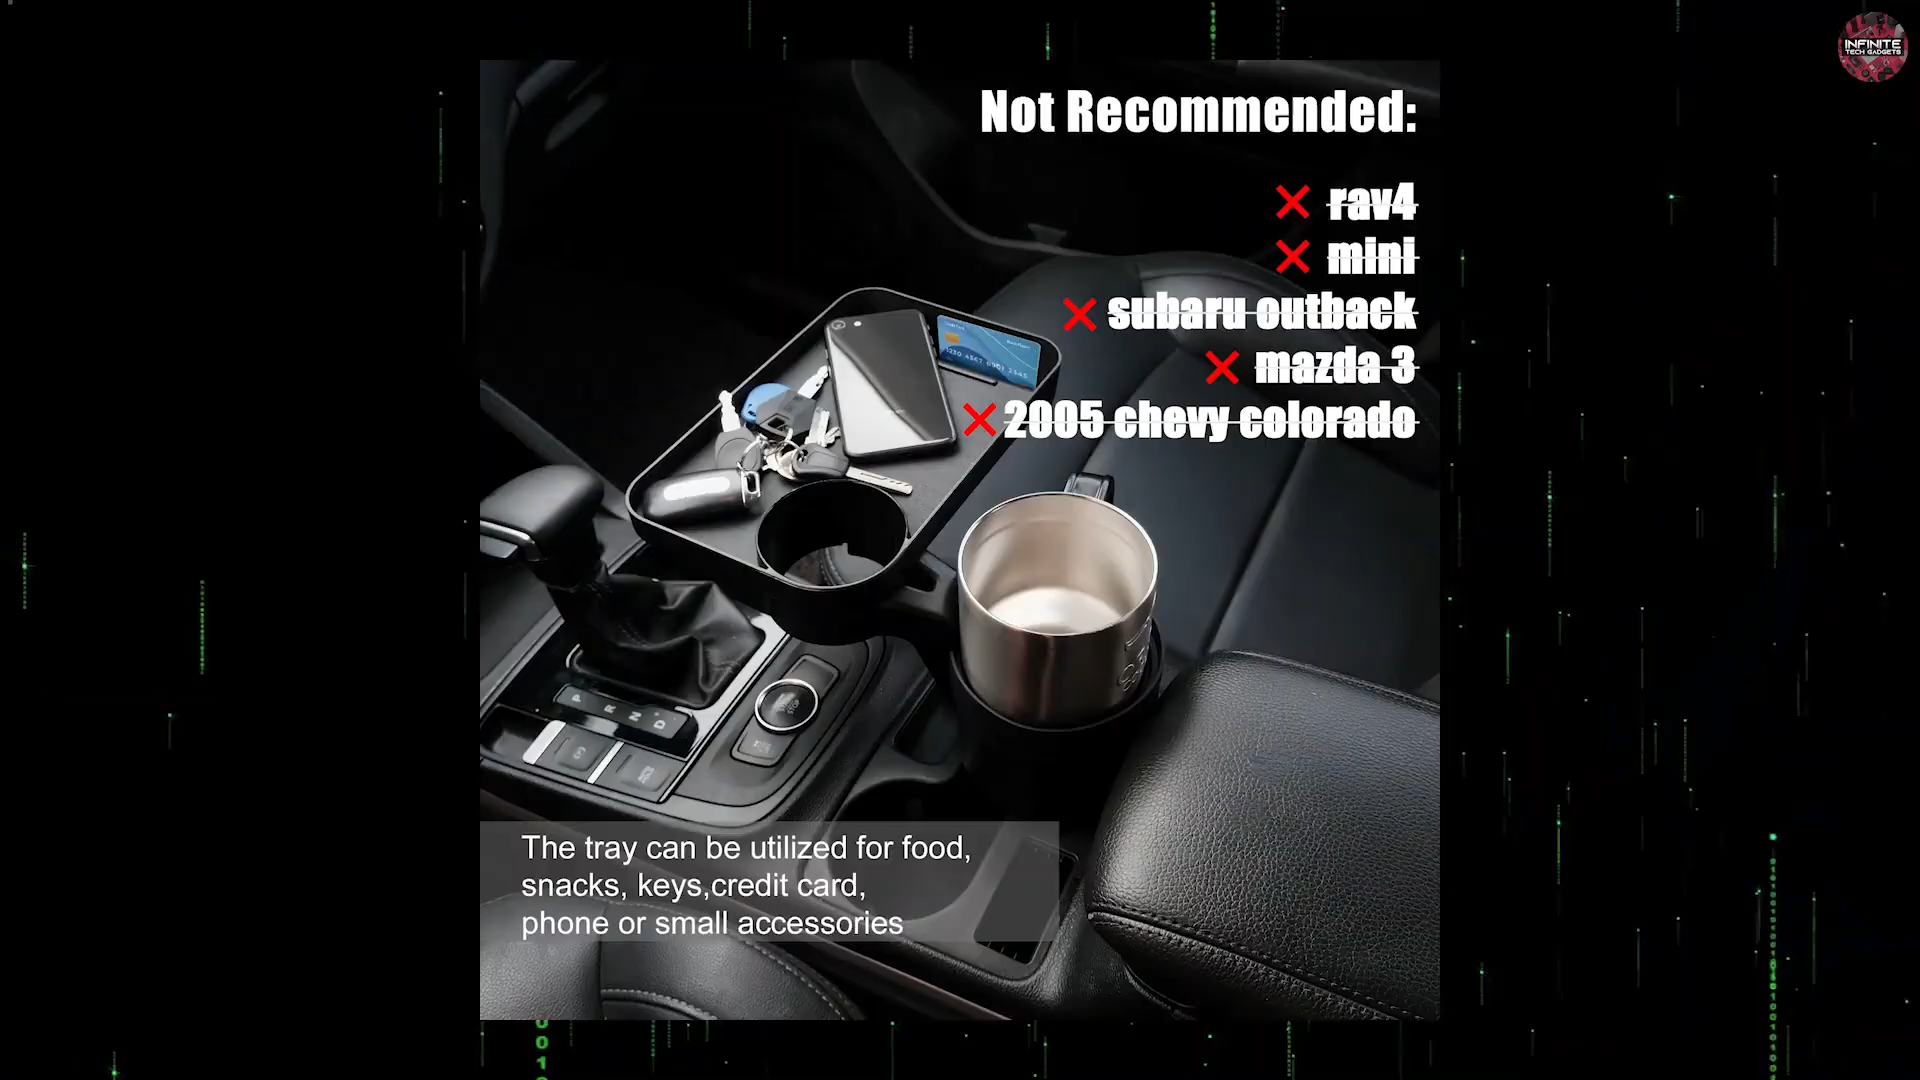 INFINITE
TECH GADGETS
Not Recommended:
rav4
mini
subaru outback
mazda 3
2005 chevy colorado
P
R
N
D
The tray can be utilized for food,
snacks, keys,credit card,
phone or small accessories